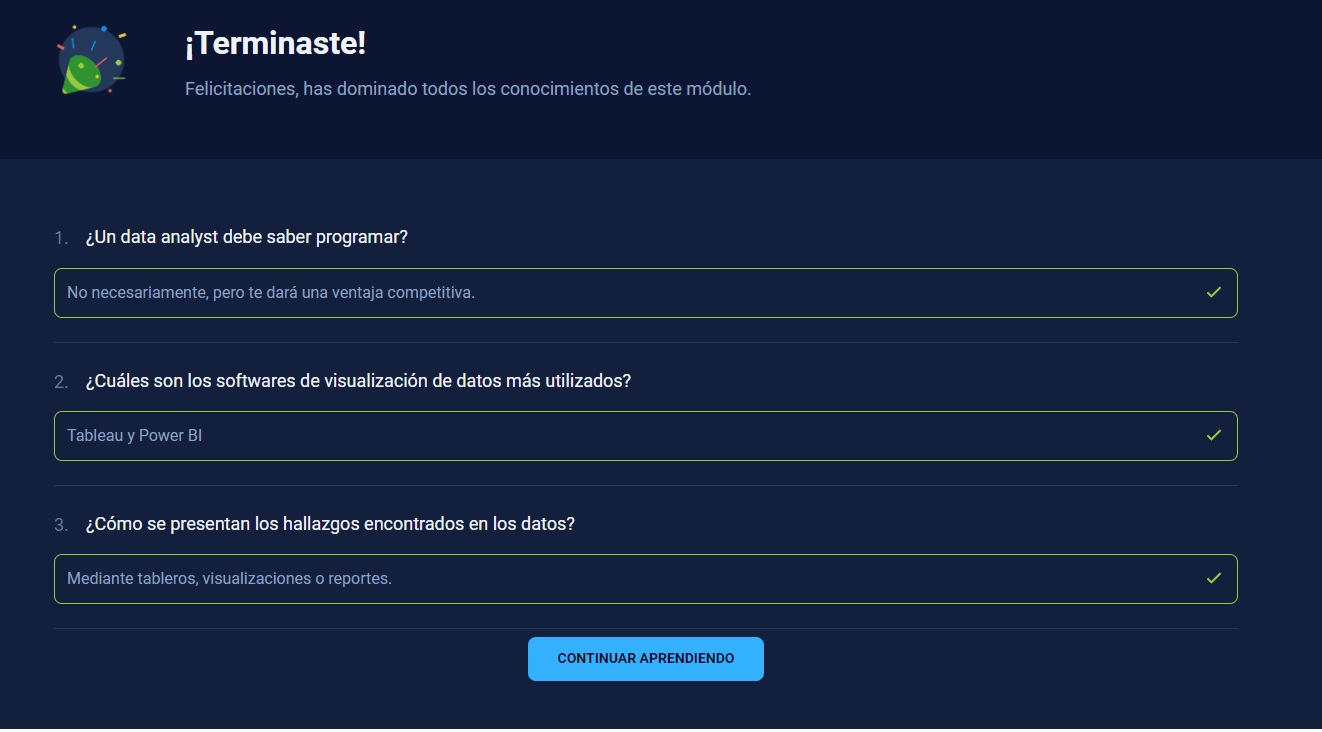 ¡Terminaste!
Felicitaciones, has dominado todos los conocimientos de este módulo.
1. ¿Un data analyst debe saber programar?
No necesariamente, pero te dará una ventaja competitiva.
2. ¿Cuáles son los softwares de visualización de datos más utilizados?
Tableau y Power BI
3. ¿Cómo se presentan los hallazgos encontrados en los datos?
Mediante tableros, visualizaciones o reportes.
CONTINUAR APRENDIENDO